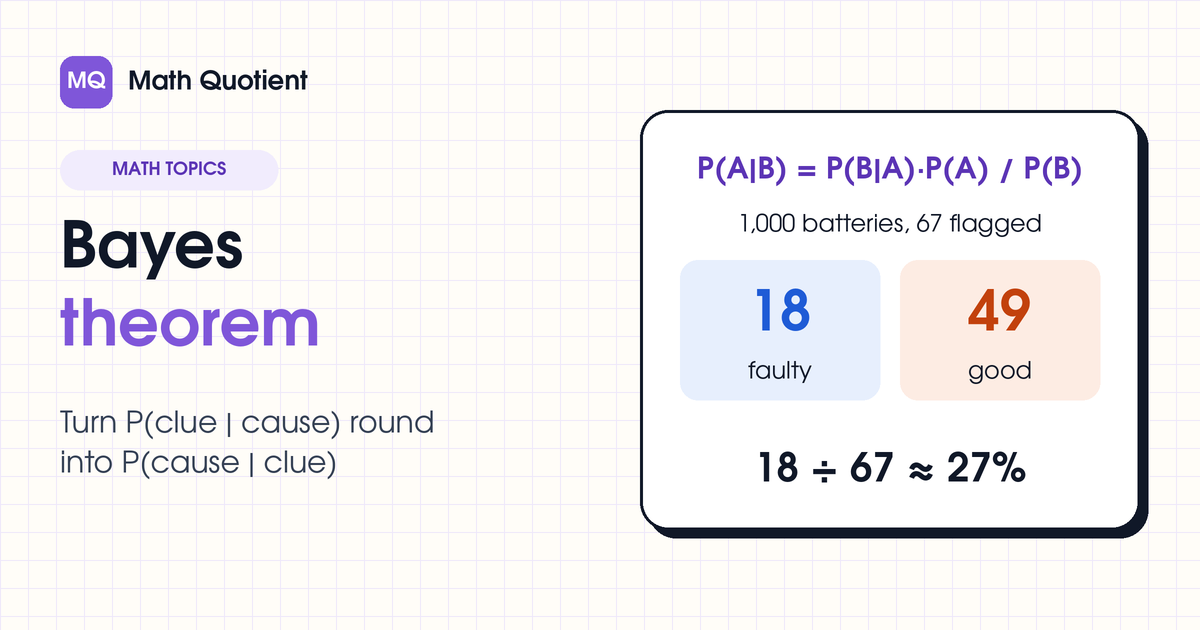 MQ
Math Quotient
MATH TOPICS
Bayes
theorem
Turn P(clue | cause) round
into P(cause | clue)
P(A|B) = P(B|A)·P(A) / P(B)
1,000 batteries, 67 flagged
18
faulty
49
good
18 ÷ 67 ≈ 27%